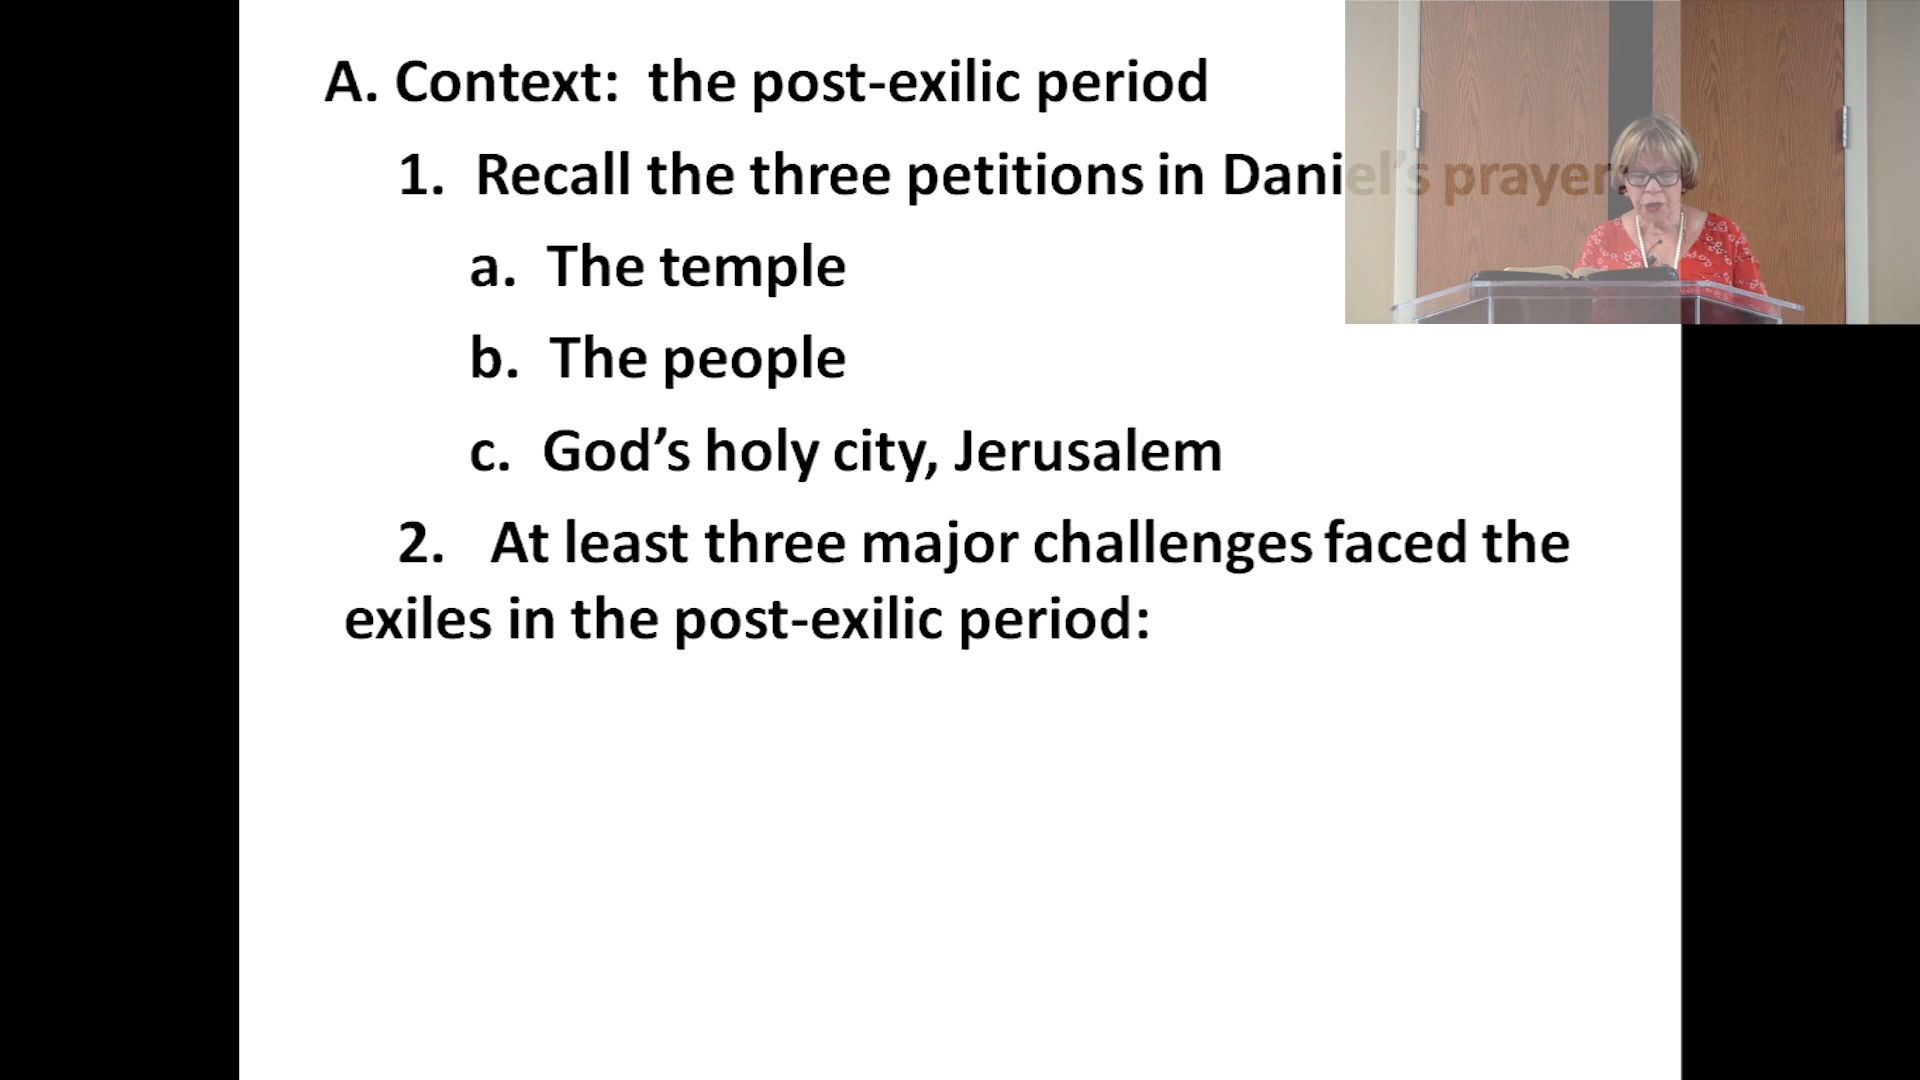 A. Context: the post-exilic period
1. Recall the three petitions in Daniel’s prayer:
a. The temple
b. The people
c. God’s holy city, Jerusalem
2. At least three major challenges faced the
exiles in the post-exilic period: